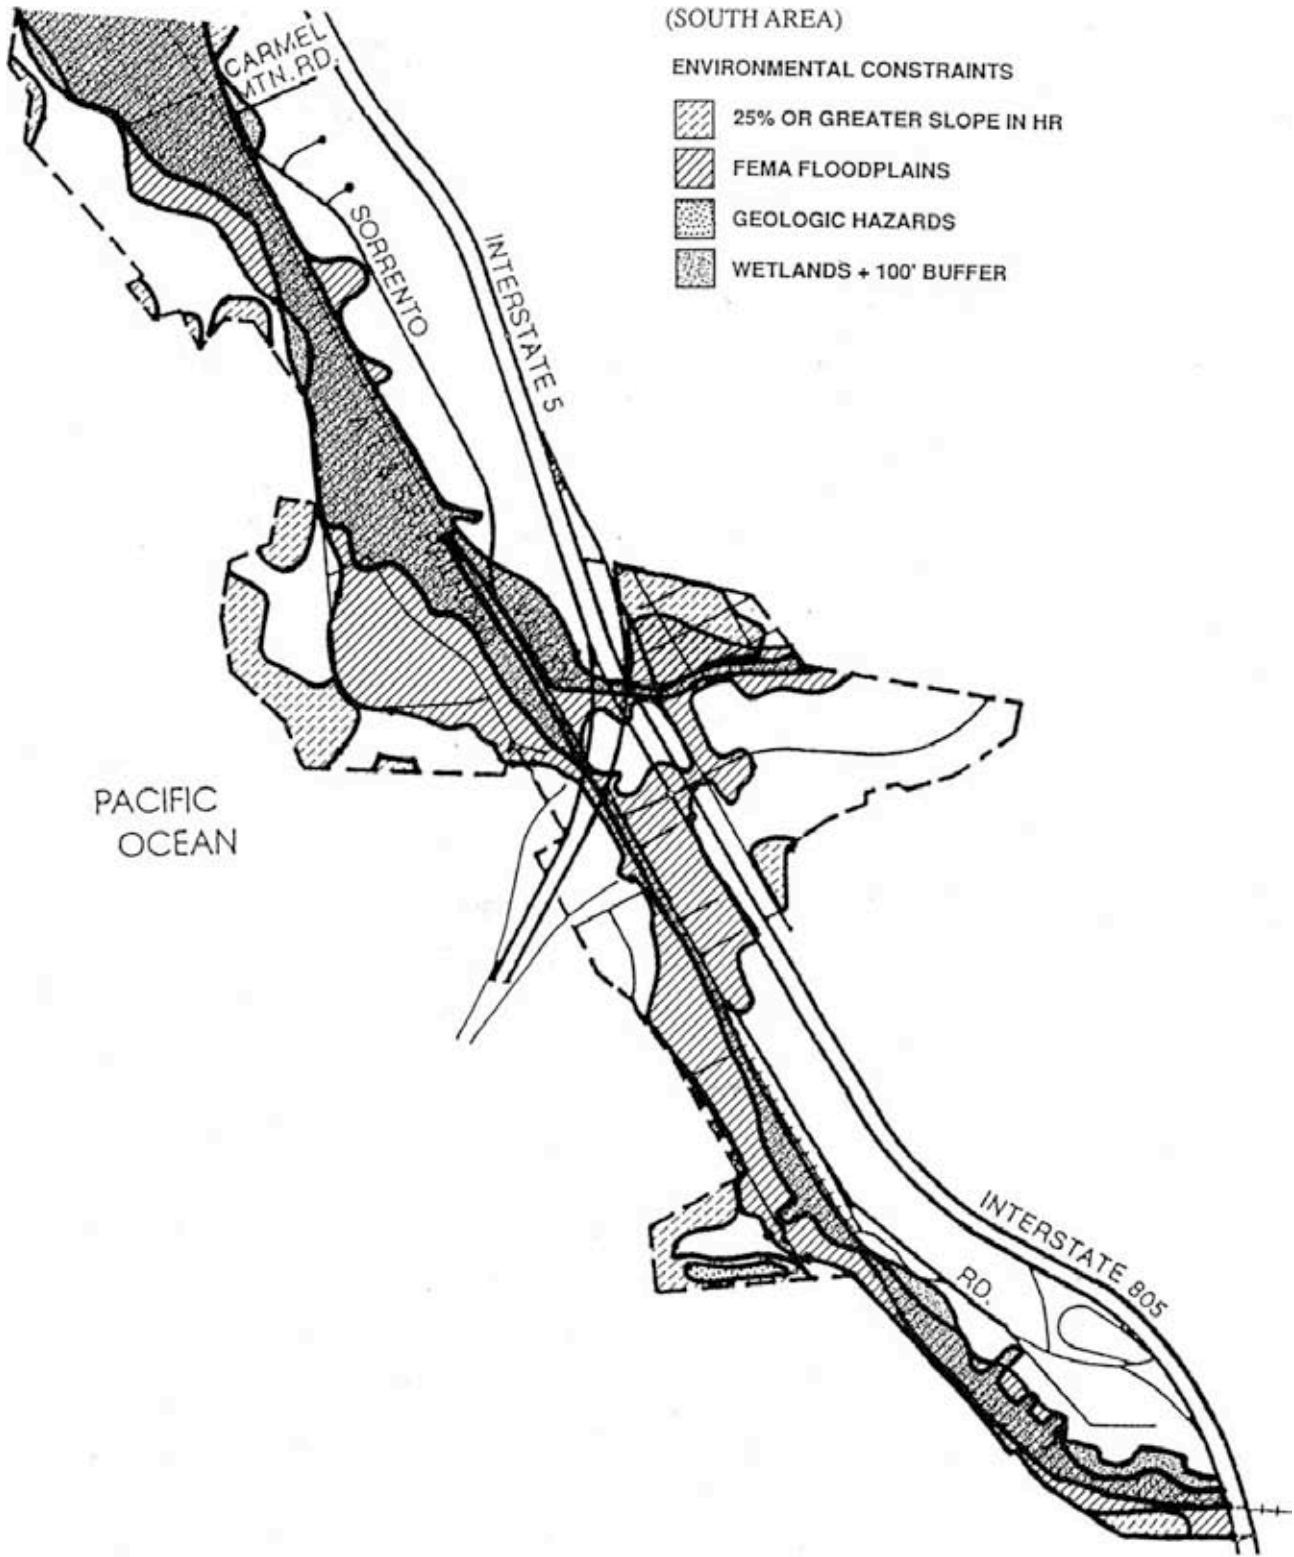 (SOUTH AREA)
ENVIRONMENTAL CONSTRAINTS
25% OR GREATER SLOPE IN HR
FEMA FLOODPLAINS
GEOLOGIC HAZARDS
WETLANDS + 100' BUFFER
CARMEL
MTN. RD.
SORRENTO
INTERSTATE 5
PACIFIC
OCEAN
INTERSTATE 805
RD.